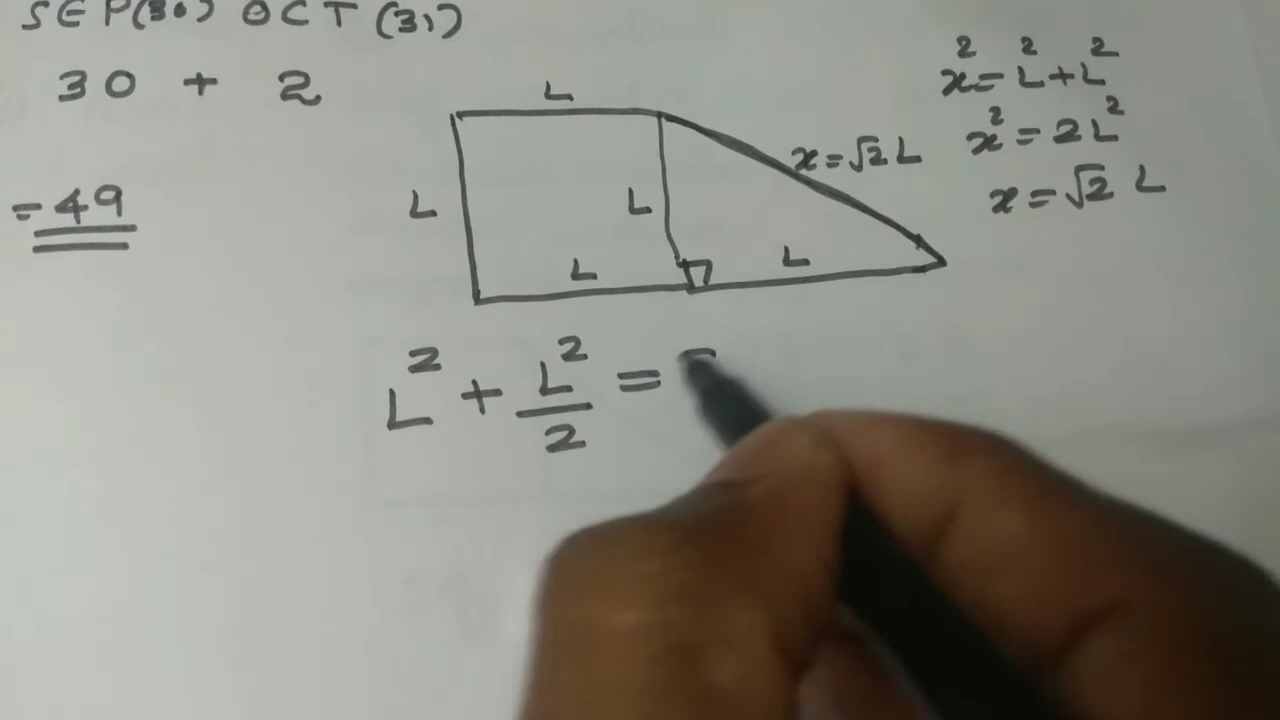 SEP(30) OCT (31)
30 + 2
= 49
L
L
L
L
L
x=√2 L
x²= L²+L²
x² = 2L²
x = √2 L
L² + L²/2 =